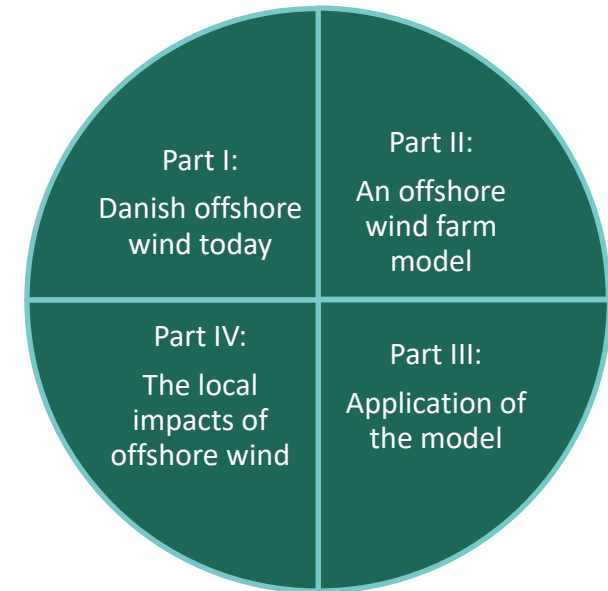 Part I:
Danish offshore
wind today
Part II:
An offshore
wind farm
model
Part III:
Application of
the model
Part IV:
The local
impacts of
offshore wind